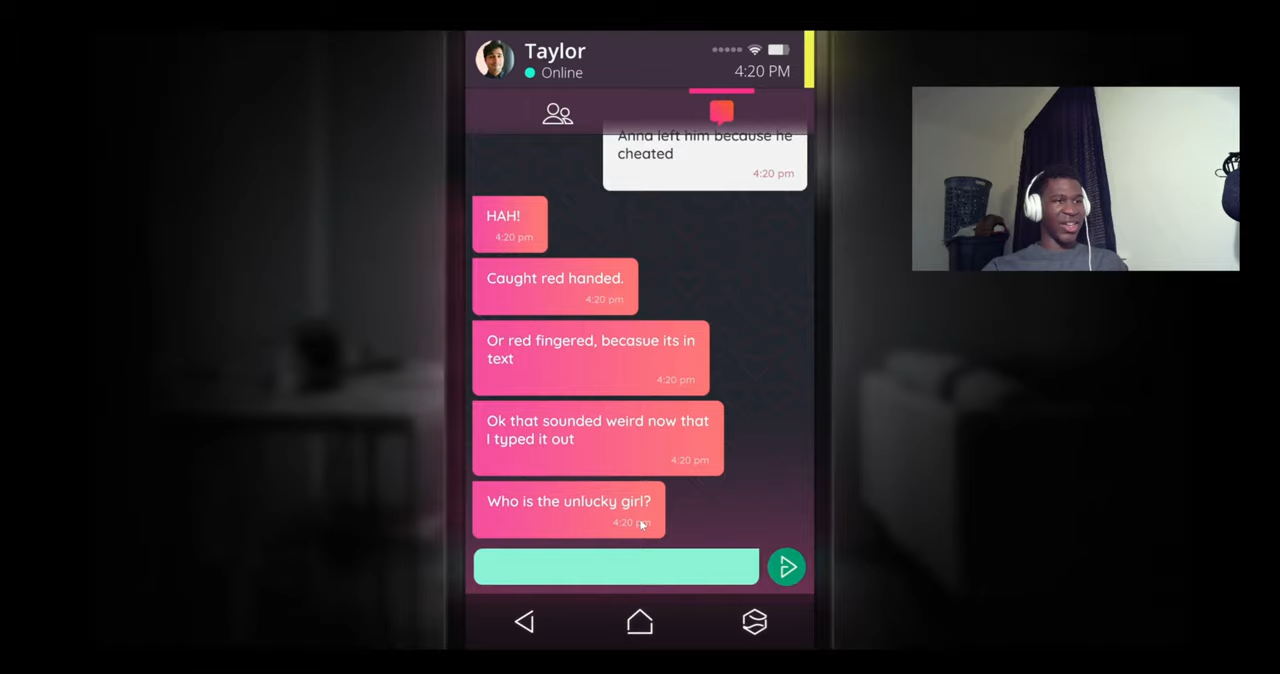 Taylor
Online
4:20 PM
Anna left him because he
cheated
4:20 pm
HAH!
4:20 pm
Caught red handed.
4:20 pm
Or red fingered, becasue its in
text
4:20 pm
Ok that sounded weird now that
I typed it out
4:20 pm
Who is the unlucky girl?
4:20 pm